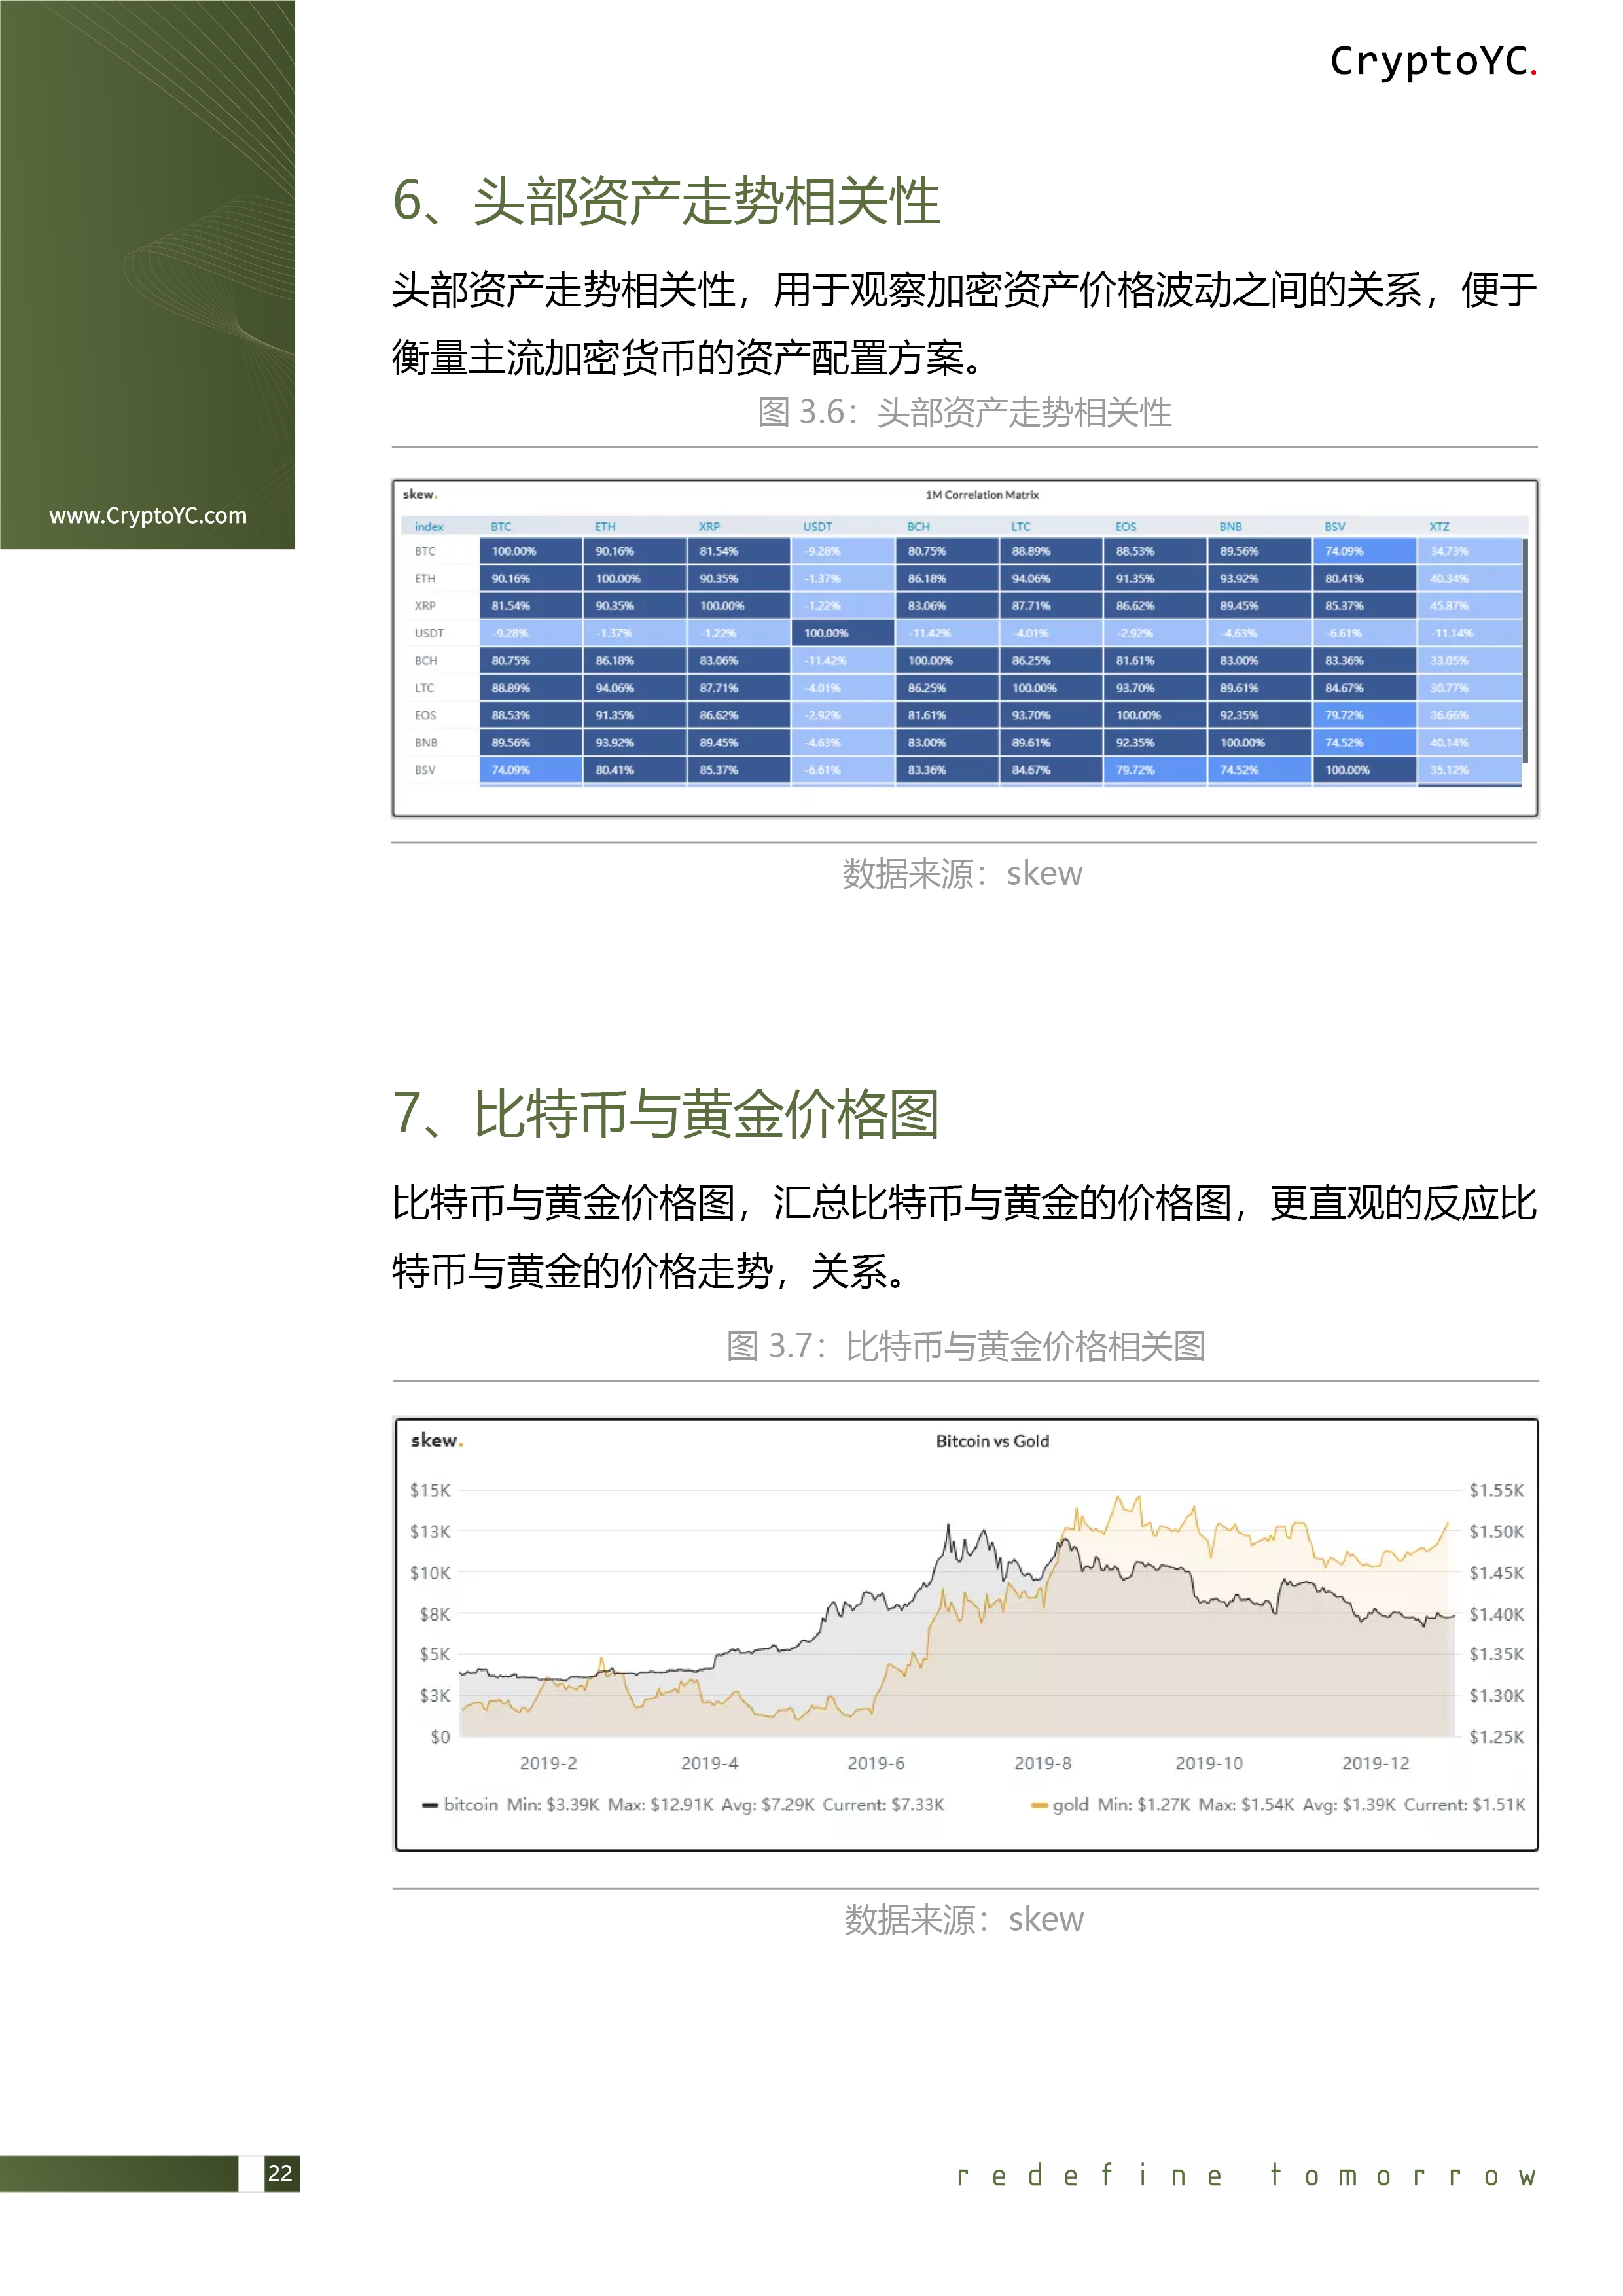 CryptoYC.
www.CryptoYC.com
6、头部资产走势相关性
头部资产走势相关性，用于观察加密资产价格波动之间的关系，便于
衡量主流加密货币的资产配置方案。
图 3.6：头部资产走势相关性
skew.
1M Correlation Matrix
index BTC ETH XRP USDT BCH LTC EOS BNB BSV XTZ
BTC 100.00% 90.16% 81.54% -9.28% 80.75% 88.89% 88.53% 89.56% 74.09% 34.73%
ETH 90.16% 100.00% 90.35% -1.37% 86.18% 94.06% 91.35% 93.92% 80.41% 40.34%
XRP 81.54% 90.35% 100.00% -1.22% 83.06% 87.71% 86.62% 89.45% 85.37% 45.87%
USDT -9.28% -1.37% -1.22% 100.00% -11.42% -4.01% -2.92% -4.63% -6.61% -11.14%
BCH 80.75% 86.18% 83.06% -11.42% 100.00% 86.25% 81.61% 83.00% 83.36% 33.05%
LTC 88.89% 94.06% 87.71% -4.01% 86.25% 100.00% 93.70% 89.61% 84.67% 30.77%
EOS 88.53% 91.35% 86.62% -2.92% 81.61% 93.70% 100.00% 92.35% 79.72% 36.66%
BNB 89.56% 93.92% 89.45% -4.63% 83.00% 89.61% 92.35% 100.00% 74.52% 40.14%
BSV 74.09% 80.41% 85.37% -6.61% 83.36% 84.67% 79.72% 74.52% 100.00% 35.12%
数据来源：skew
7、比特币与黄金价格图
比特币与黄金价格图，汇总比特币与黄金的价格图，更直观的反应比
特币与黄金的价格走势，关系。
图 3.7：比特币与黄金价格相关图
skew.
Bitcoin vs Gold
$15K $1.55K
$13K $1.50K
$10K $1.45K
$8K $1.40K
$5K $1.35K
$3K $1.30K
$0 $1.25K
2019-2 2019-4 2019-6 2019-8 2019-10 2019-12
bitcoin Min: $3.39K Max: $12.91K Avg: $7.29K Current: $7.33K
gold Min: $1.27K Max: $1.54K Avg: $1.39K Current: $1.51K
数据来源：skew
22
redefine tomorrow